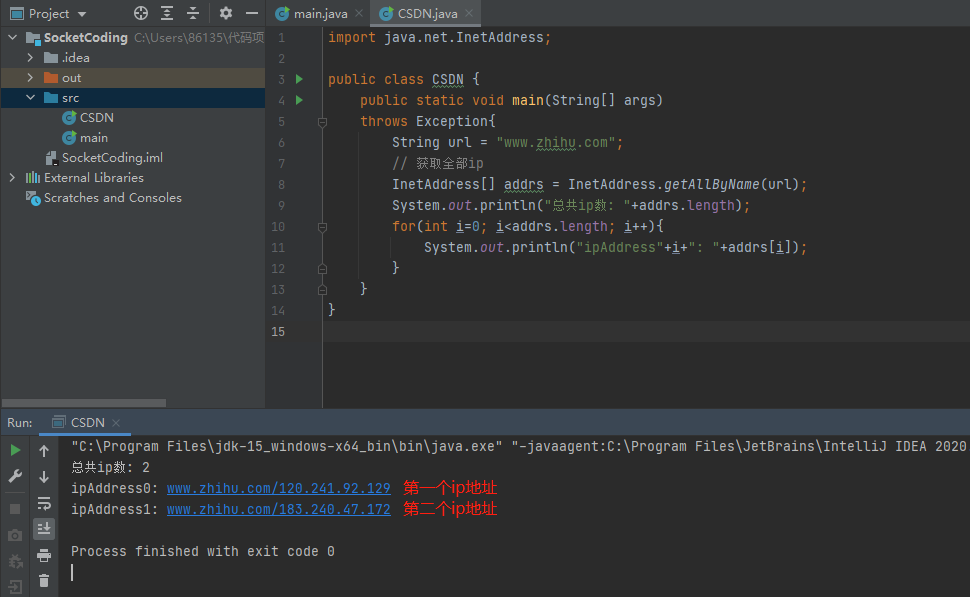 Project
main.java
CSDN.java
SocketCoding C:\Users\86135\代码项
.idea
out
src
CSDN
main
SocketCoding.iml
External Libraries
Scratches and Consoles
1 import java.net.InetAddress;
2
3 public class CSDN {
4 public static void main(String[] args)
5 throws Exception{
6 String url = "www.zhihu.com";
7 // 获取全部ip
8 InetAddress[] addrs = InetAddress.getAllByName(url);
9 System.out.println("总共ip数: "+addrs.length);
10 for(int i=0; i<addrs.length; i++){
11 System.out.println("ipAddress"+i+": "+addrs[i]);
12 }
13 }
14 }
15
Run: CSDN
"C:\Program Files\jdk-15_windows-x64_bin\bin\java.exe" "-javaagent:C:\Program Files\JetBrains\IntelliJ IDEA 2020
总共ip数: 2
ipAddress0: www.zhihu.com/120.241.92.129 第一个ip地址
ipAddress1: www.zhihu.com/183.240.47.172 第二个ip地址
Process finished with exit code 0